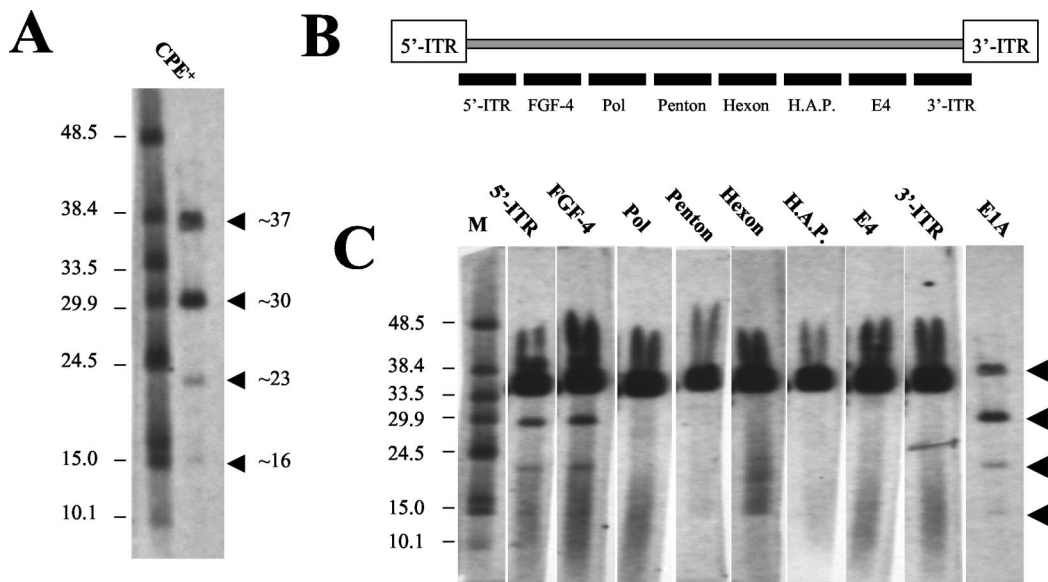 A
CPE+
48.5
38.4
33.5
29.9
24.5
15.0
10.1
~37
~30
~23
~16
B
5'-ITR
3'-ITR
5'-ITR FGF-4 Pol Penton Hexon H.A.P. E4 3'-ITR
C
M 5'-ITR FGF-4 Pol Penton Hexon H.A.P. E4 3'-ITR E1A
48.5
38.4
33.5
29.9
24.5
15.0
10.1